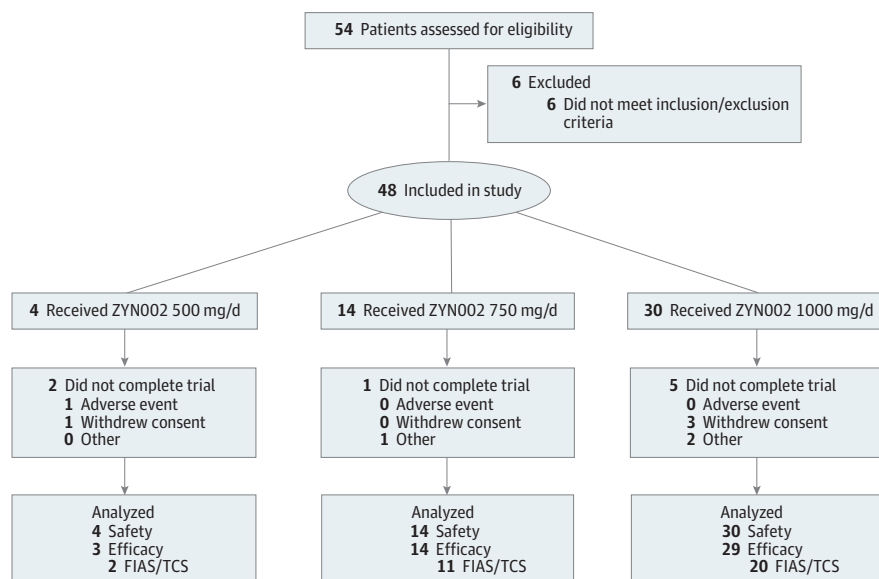 54 Patients assessed for eligibility
6 Excluded
6 Did not meet inclusion/exclusion
criteria
48 Included in study
4 Received ZYN002 500 mg/d
14 Received ZYN002 750 mg/d
30 Received ZYN002 1000 mg/d
2 Did not complete trial
1 Adverse event
1 Withdrew consent
0 Other
1 Did not complete trial
0 Adverse event
0 Withdrew consent
1 Other
5 Did not complete trial
0 Adverse event
3 Withdrew consent
2 Other
Analyzed
4 Safety
3 Efficacy
2 FIAS/TCS
Analyzed
14 Safety
14 Efficacy
11 FIAS/TCS
Analyzed
30 Safety
29 Efficacy
20 FIAS/TCS